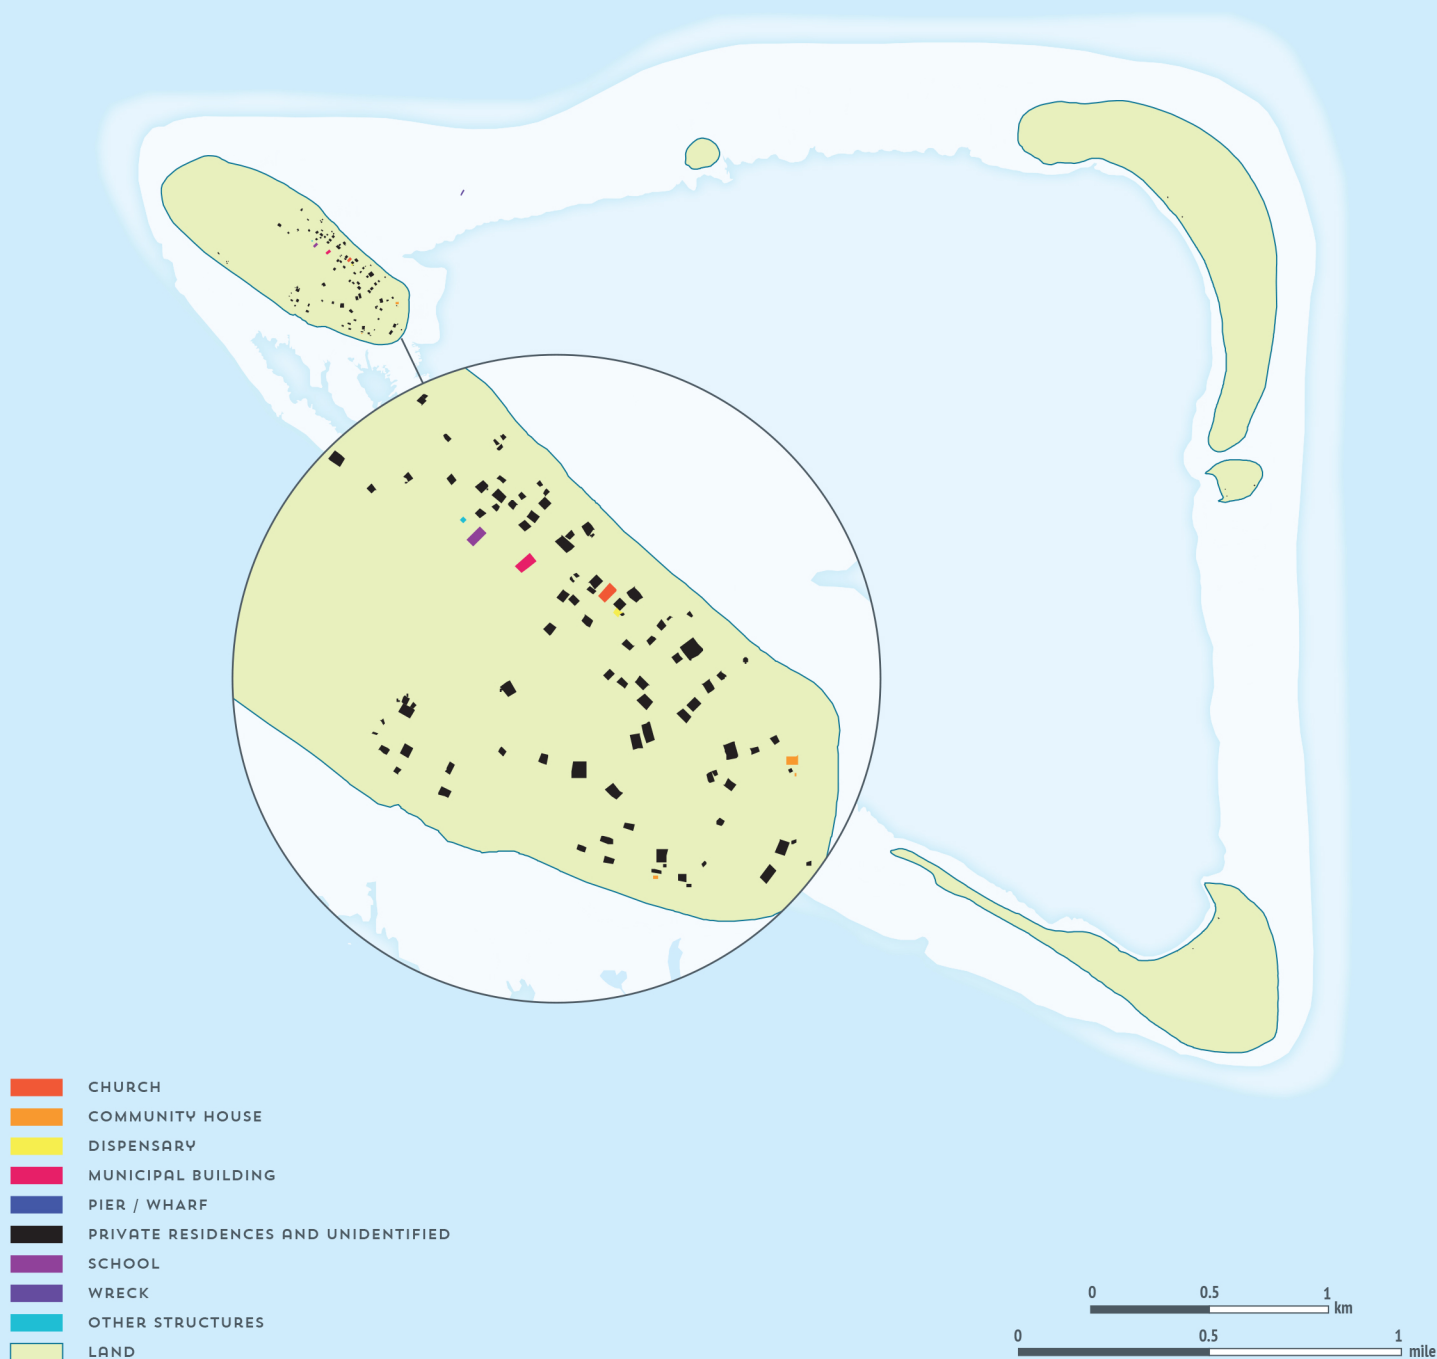 CHURCH
COMMUNITY HOUSE
DISPENSARY
MUNICIPAL BUILDING
PIER / WHARF
PRIVATE RESIDENCES AND UNIDENTIFIED
SCHOOL
WRECK
OTHER STRUCTURES
LAND
0 0.5 1 km
0 0.5 1 mile